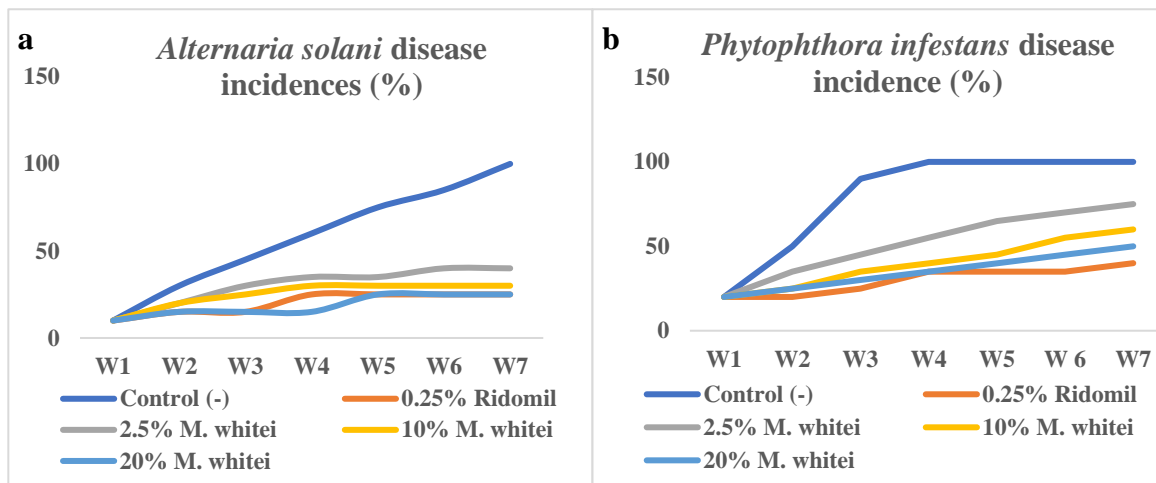 a
Alternaria solani disease
incidences (%)
150
100
50
0
W1 W2 W3 W4 W5 W6 W7
Control (-) 0.25% Ridomil
2.5% M. whitei 10% M. whitei
20% M. whitei
b
Phytophthora infestans disease
incidence (%)
150
100
50
0
W1 W2 W3 W4 W5 W 6 W7
Control (-) 0.25% Ridomil
2.5% M. whitei 10% M. whitei
20% M. whitei